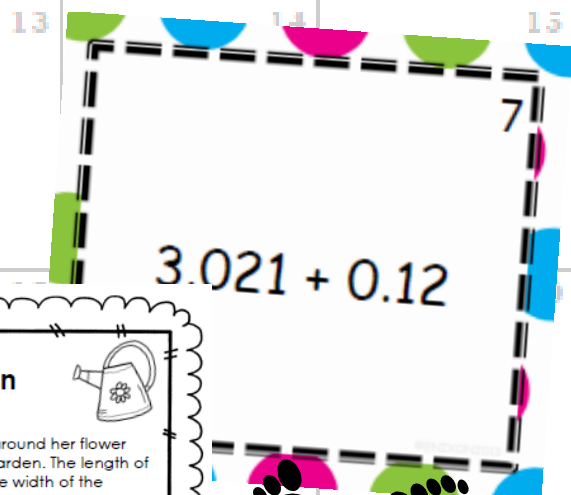 13
14
15
7
3.021 + 0.12
n
round her flower
arden. The length of
e width of the